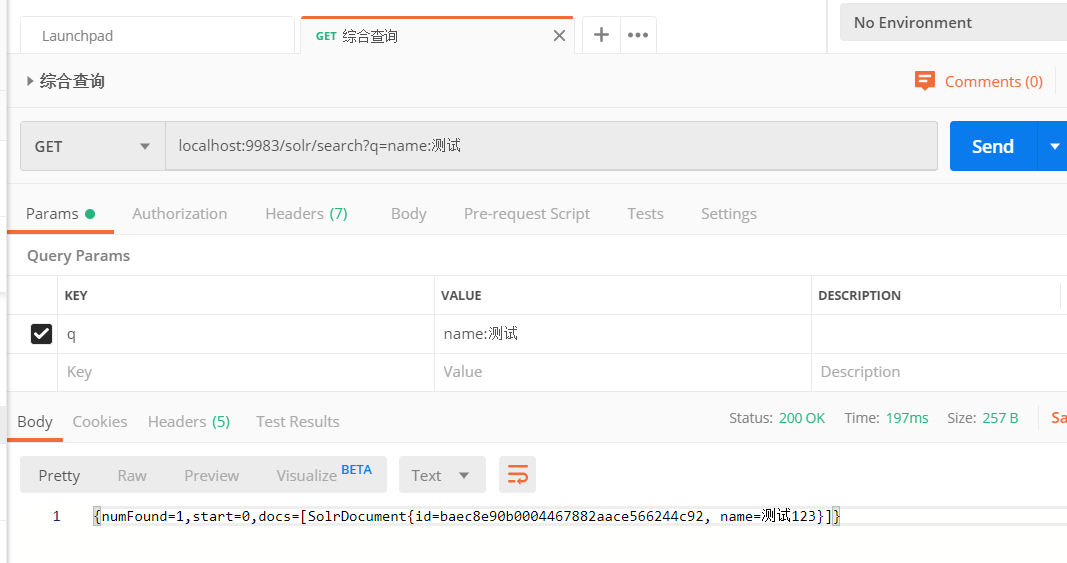 Launchpad
GET 综合查询
No Environment
综合查询
Comments (0)
GET
localhost:9983/solr/search?q=name:测试
Send
Params
Authorization
Headers (7)
Body
Pre-request Script
Tests
Settings
Query Params
KEY
VALUE
DESCRIPTION
q
name:测试
Key
Value
Description
Body
Cookies
Headers (5)
Test Results
Status: 200 OK
Time: 197ms
Size: 257 B
Sa
Pretty
Raw
Preview
Visualize BETA
Text
1
{numFound=1,start=0,docs=[SolrDocument{id=baec8e90b0004467882aace566244c92, name=测试123}]}